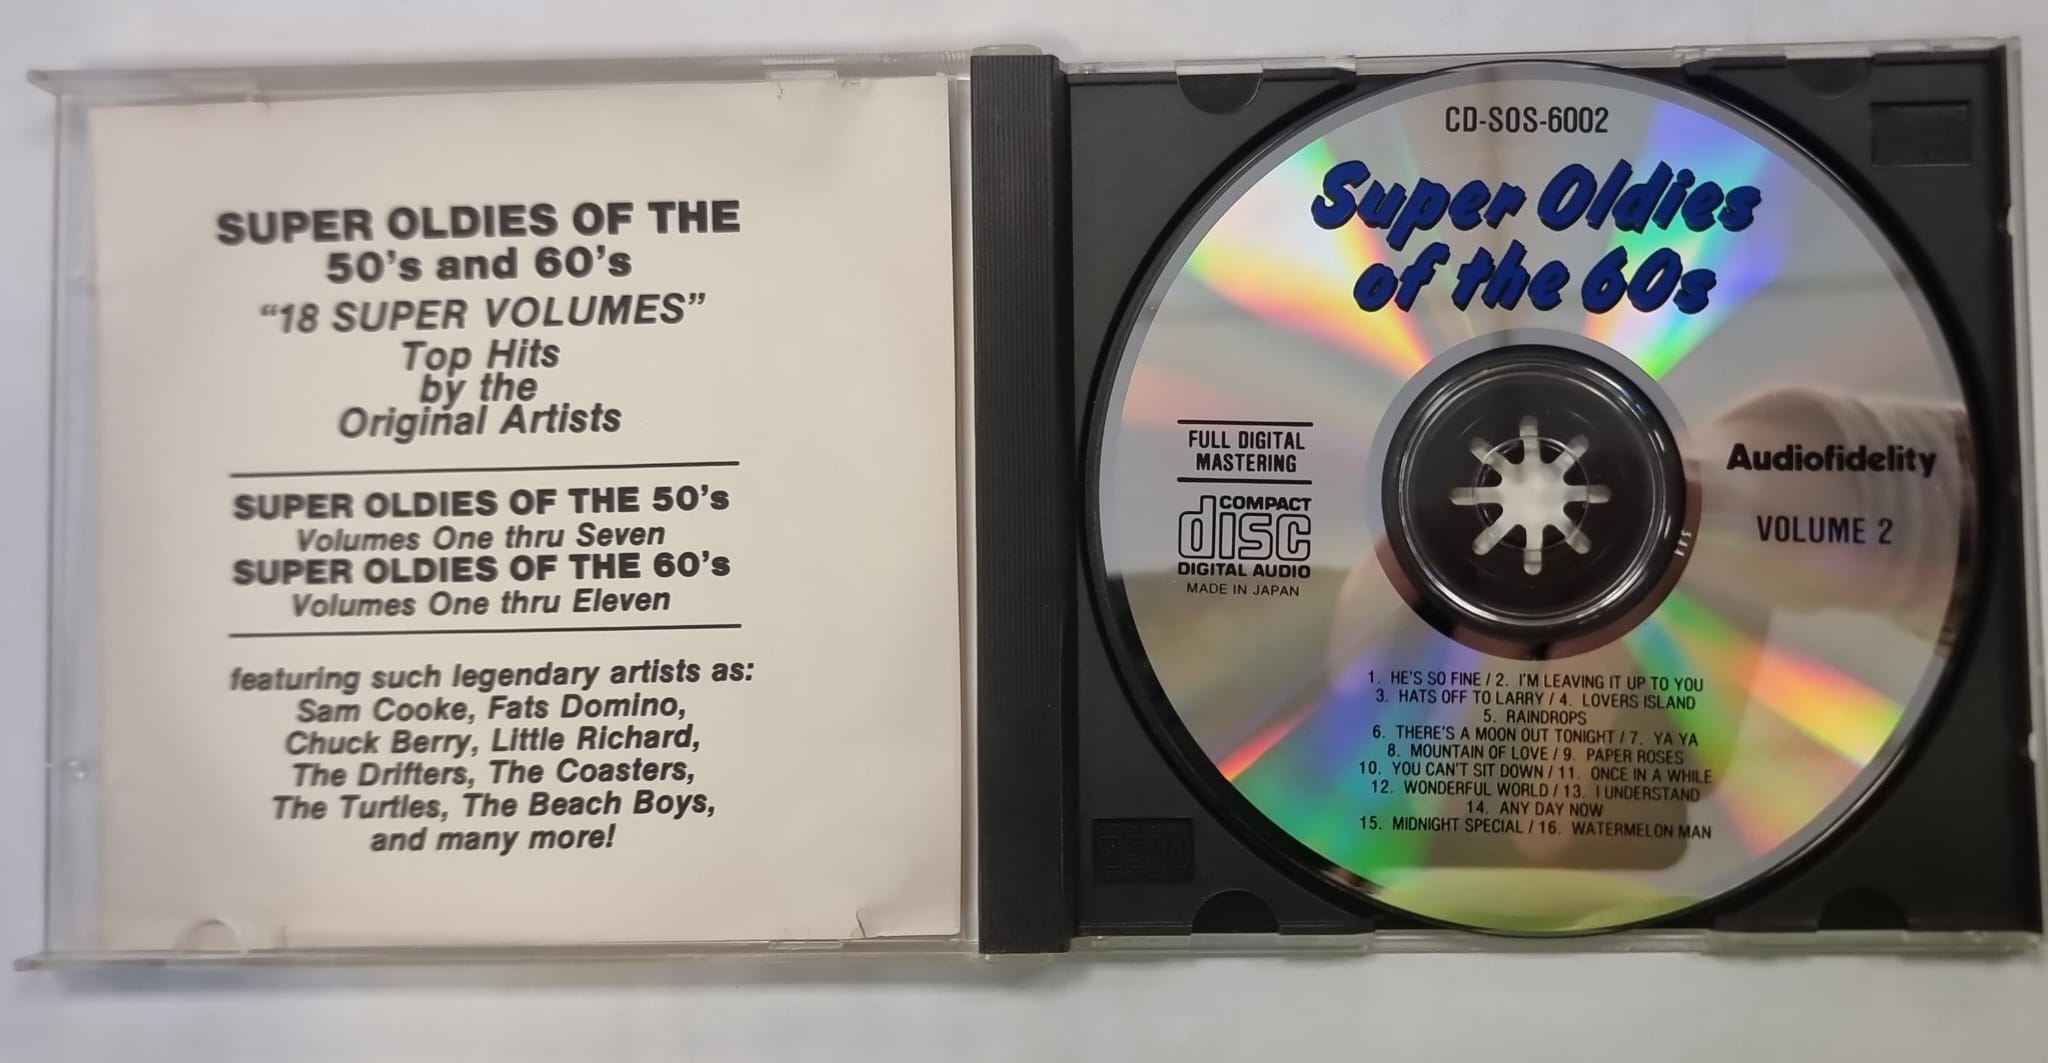 SUPER OLDIES OF THE
50's and 60's
"18 SUPER VOLUMES"
Top Hits
by the
Original Artists
SUPER OLDIES OF THE 50's
Volumes One thru Seven
SUPER OLDIES OF THE 60's
Volumes One thru Eleven
featuring such legendary artists as:
Sam Cooke, Fats Domino,
Chuck Berry, Little Richard,
The Drifters, The Coasters,
The Turtles, The Beach Boys,
and many more!
CD-SOS-6002
Super Oldies
of the 60s
FULL DIGITAL
MASTERING
COMPACT
disc
DIGITAL AUDIO
MADE IN JAPAN
Audiofidelity
VOLUME 2
1. HE'S SO FINE / 2. I'M LEAVING IT UP TO YOU
3. HATS OFF TO LARRY / 4. LOVERS ISLAND
5. RAINDROPS
6. THERE'S A MOON OUT TONIGHT / 7. YA YA
8. MOUNTAIN OF LOVE / 9. PAPER ROSES
10. YOU CAN'T SIT DOWN / 11. ONCE IN A WHILE
12. WONDERFUL WORLD / 13. I UNDERSTAND
14. ANY DAY NOW
15. MIDNIGHT SPECIAL / 16. WATERMELON MAN